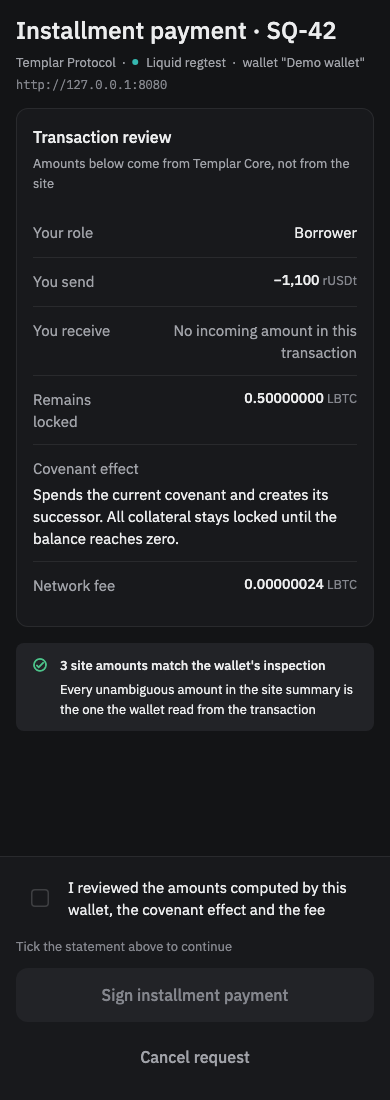 Installment payment · SQ-42
Templar Protocol · Liquid regtest · wallet "Demo wallet"
http://127.0.0.1:8080
Transaction review
Amounts below come from Templar Core, not from the
site
Your role Borrower
You send −1,100 rUSDt
You receive No incoming amount in this
transaction
Remains 0.50000000 LBTC
locked
Covenant effect
Spends the current covenant and creates its
successor. All collateral stays locked until the
balance reaches zero.
Network fee 0.00000024 LBTC
3 site amounts match the wallet's inspection
Every unambiguous amount in the site summary is
the one the wallet read from the transaction
I reviewed the amounts computed by this
wallet, the covenant effect and the fee
Tick the statement above to continue
Sign installment payment
Cancel request